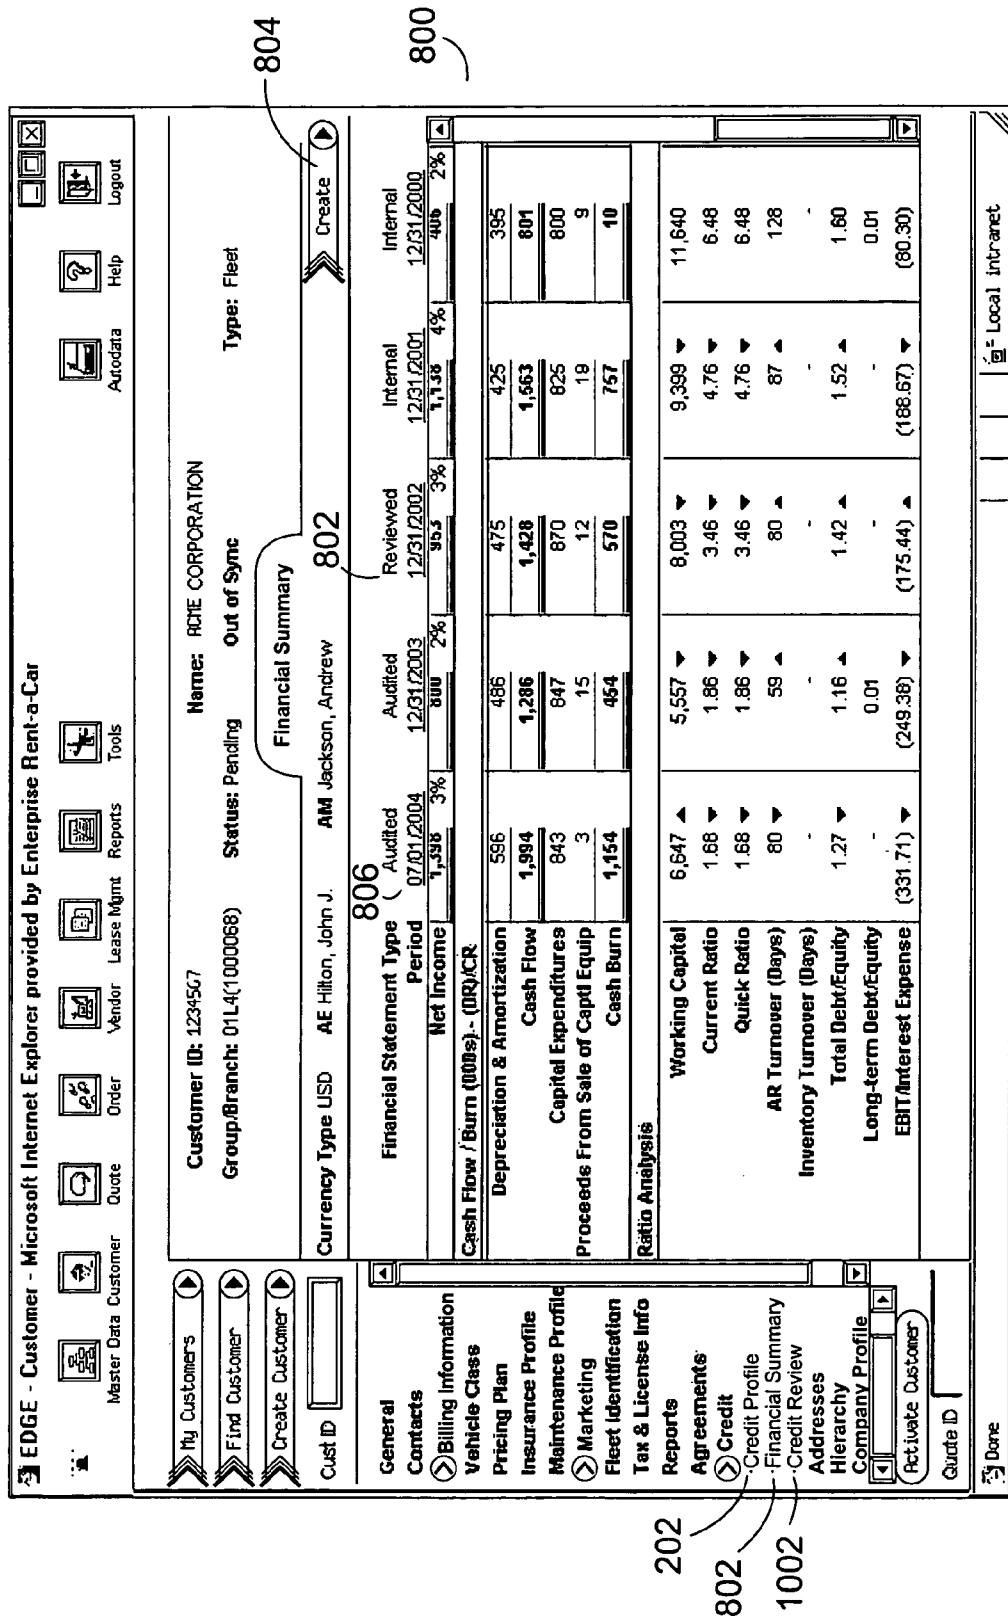 EDGE - Customer - Microsoft Internet Explorer provided by Enterprise Rent-a-Car
Master Data Customer Quote Order Vendor Lease Mgmt Reports Tools Autodata Help Logout
My Customers
Find Customer
Create Customer
Cust ID
Customer ID: 1234567 Name: ACME CORPORATION
Group/Branch: 01L4(1000068) Status: Pending Out of Sync Type: Fleet
Financial Summary
Currency Type USD AE Hilton, John J. AM Jackson, Andrew Create
804
800
802
806
Financial Statement Type Audited Audited Reviewed Internal Internal
Period 07/01/2004 12/31/2003 12/31/2002 12/31/2001 12/31/2000
Net Income 1,398 3% 800 2% 953 3% 1,138 4% 406 2%
Cash Flow / Burn (000s) - (DR)/CR
Depreciation & Amortization 596 486 475 425 395
Cash Flow 1,994 1,286 1,428 1,563 801
Capital Expenditures 843 847 870 825 800
Proceeds From Sale of Captl Equip 3 15 12 19 9
Cash Burn 1,154 454 570 757 10
Ratio Analysis
Working Capital 6,647 ▲ 5,557 ▼ 8,003 ▼ 9,399 ▼ 11,640
Current Ratio 1.68 ▼ 1.86 ▼ 3.46 ▼ 4.76 ▼ 6.48
Quick Ratio 1.68 ▼ 1.86 ▼ 3.46 ▼ 4.76 ▼ 6.48
AR Turnover (Days) 80 ▼ 59 ▲ 80 ▲ 87 ▲ 128
Inventory Turnover (Days) - - - - -
Total Debt/Equity 1.27 ▼ 1.16 ▲ 1.42 ▲ 1.52 ▲ 1.60
Long-term Debt/Equity - 0.01 - - 0.01
EBIT/Interest Expense (331.71) ▼ (249.38) ▼ (175.44) ▲ (188.67) ▼ (80.30)
General
Contacts
Billing Information
Vehicle Class
Pricing Plan
Insurance Profile
Maintenance Profile
Marketing
Fleet Identification
Tax & License Info
Reports
Agreements
Credit
202 Credit Profile
802 Financial Summary
1002 Credit Review
Addresses
Hierarchy
Company Profile
Activate Customer
Quote ID
Done Local intranet